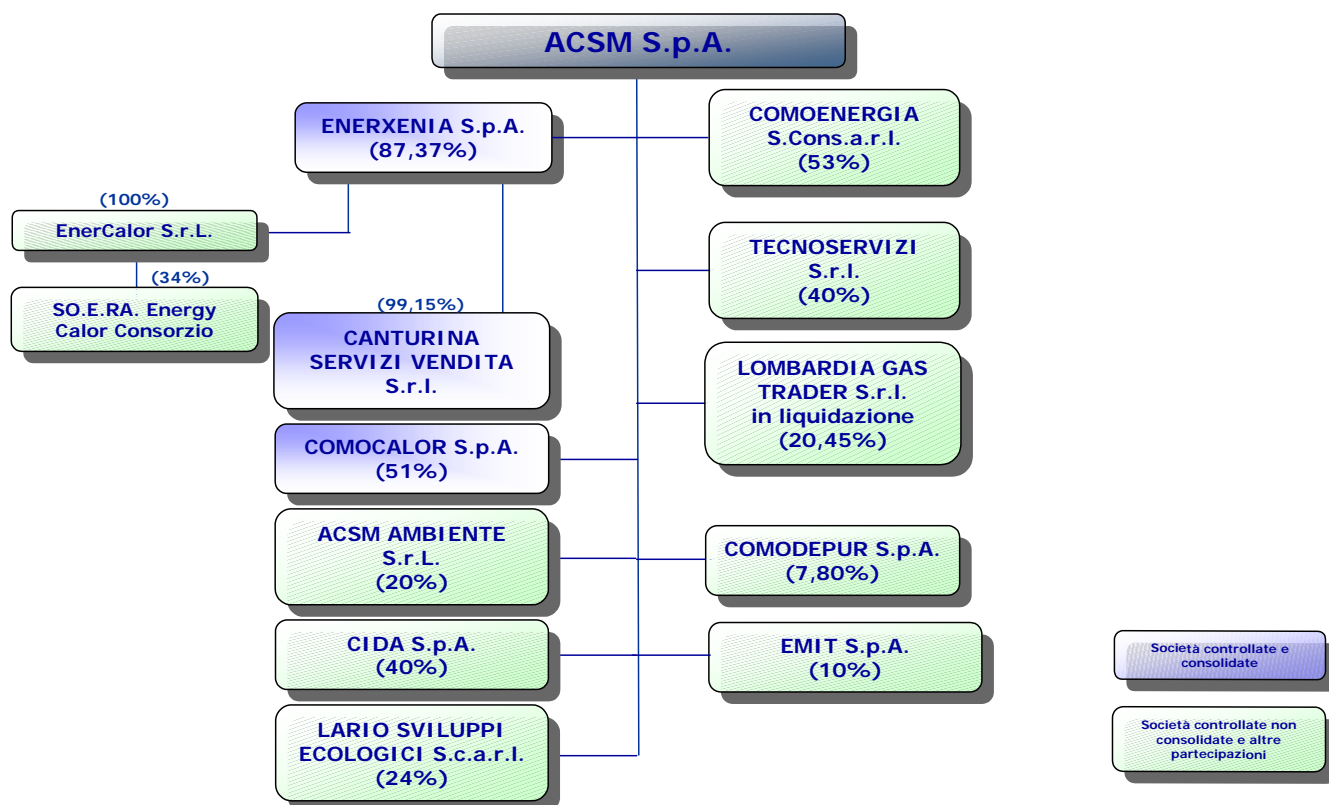 ACSM S.p.A.
ENERXENIA S.p.A.
(87,37%)
COMOENERGIA
S.Cons.a.r.l.
(53%)
(100%)
EnerCalor S.r.L.
(34%)
SO.E.RA. Energy
Calor Consorzio
(99,15%)
CANTURINA
SERVIZI VENDITA
S.r.l.
TECNOSERVIZI
S.r.l.
(40%)
LOMBARDIA GAS
TRADER S.r.l.
in liquidazione
(20,45%)
COMOCALOR S.p.A.
(51%)
ACSM AMBIENTE
S.r.L.
(20%)
COMODEPUR S.p.A.
(7,80%)
CIDA S.p.A.
(40%)
EMIT S.p.A.
(10%)
LARIO SVILUPPI
ECOLOGICI S.c.a.r.l.
(24%)
Società controllate e
consolidate
Società controllate non
consolidate e altre
partecipazioni